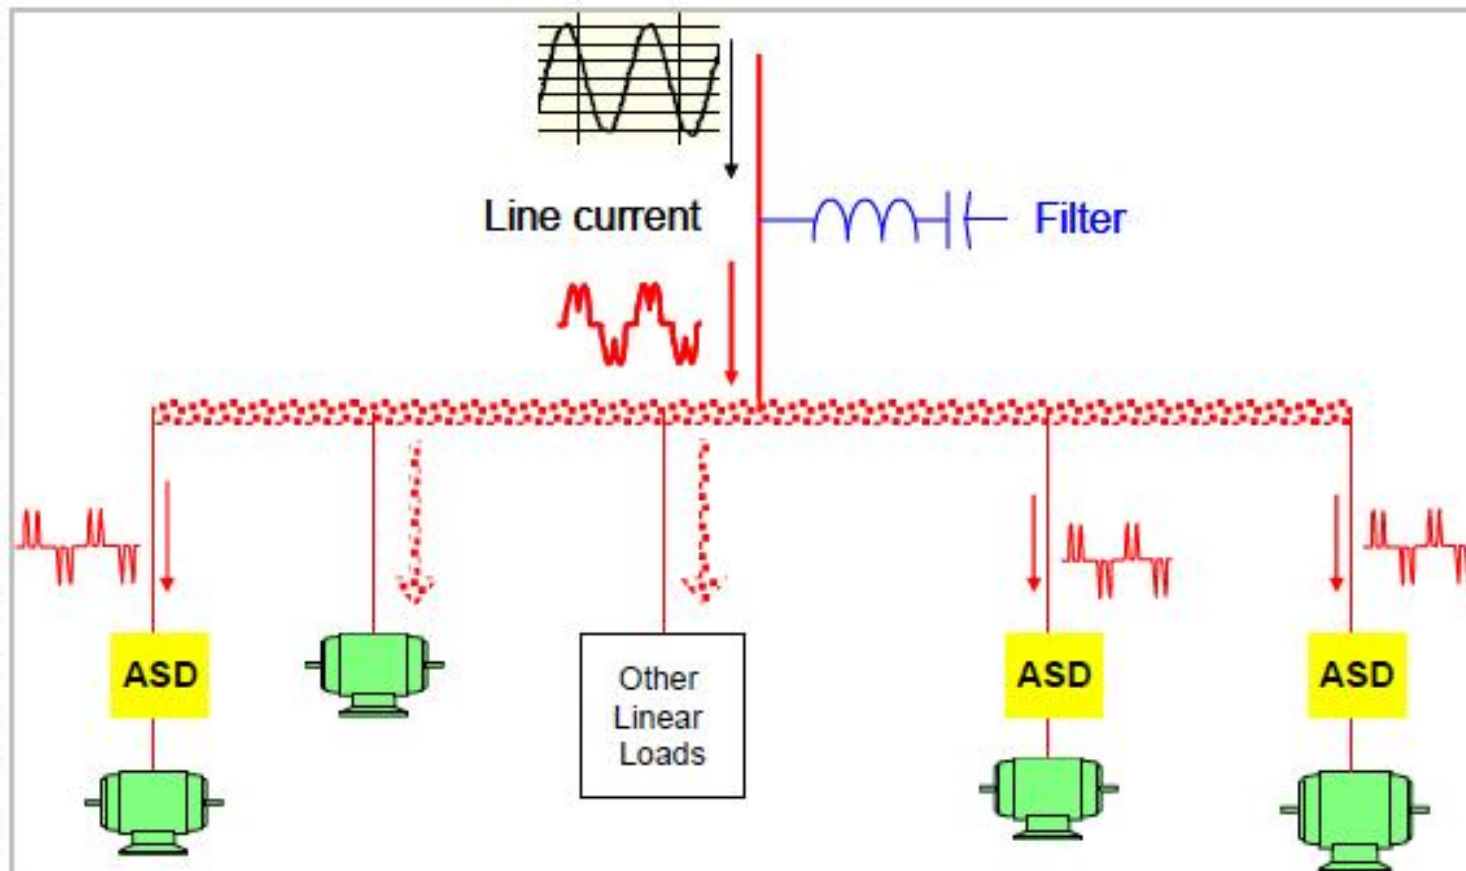 Line current
Filter
ASD
Other
Linear
Loads
ASD
ASD